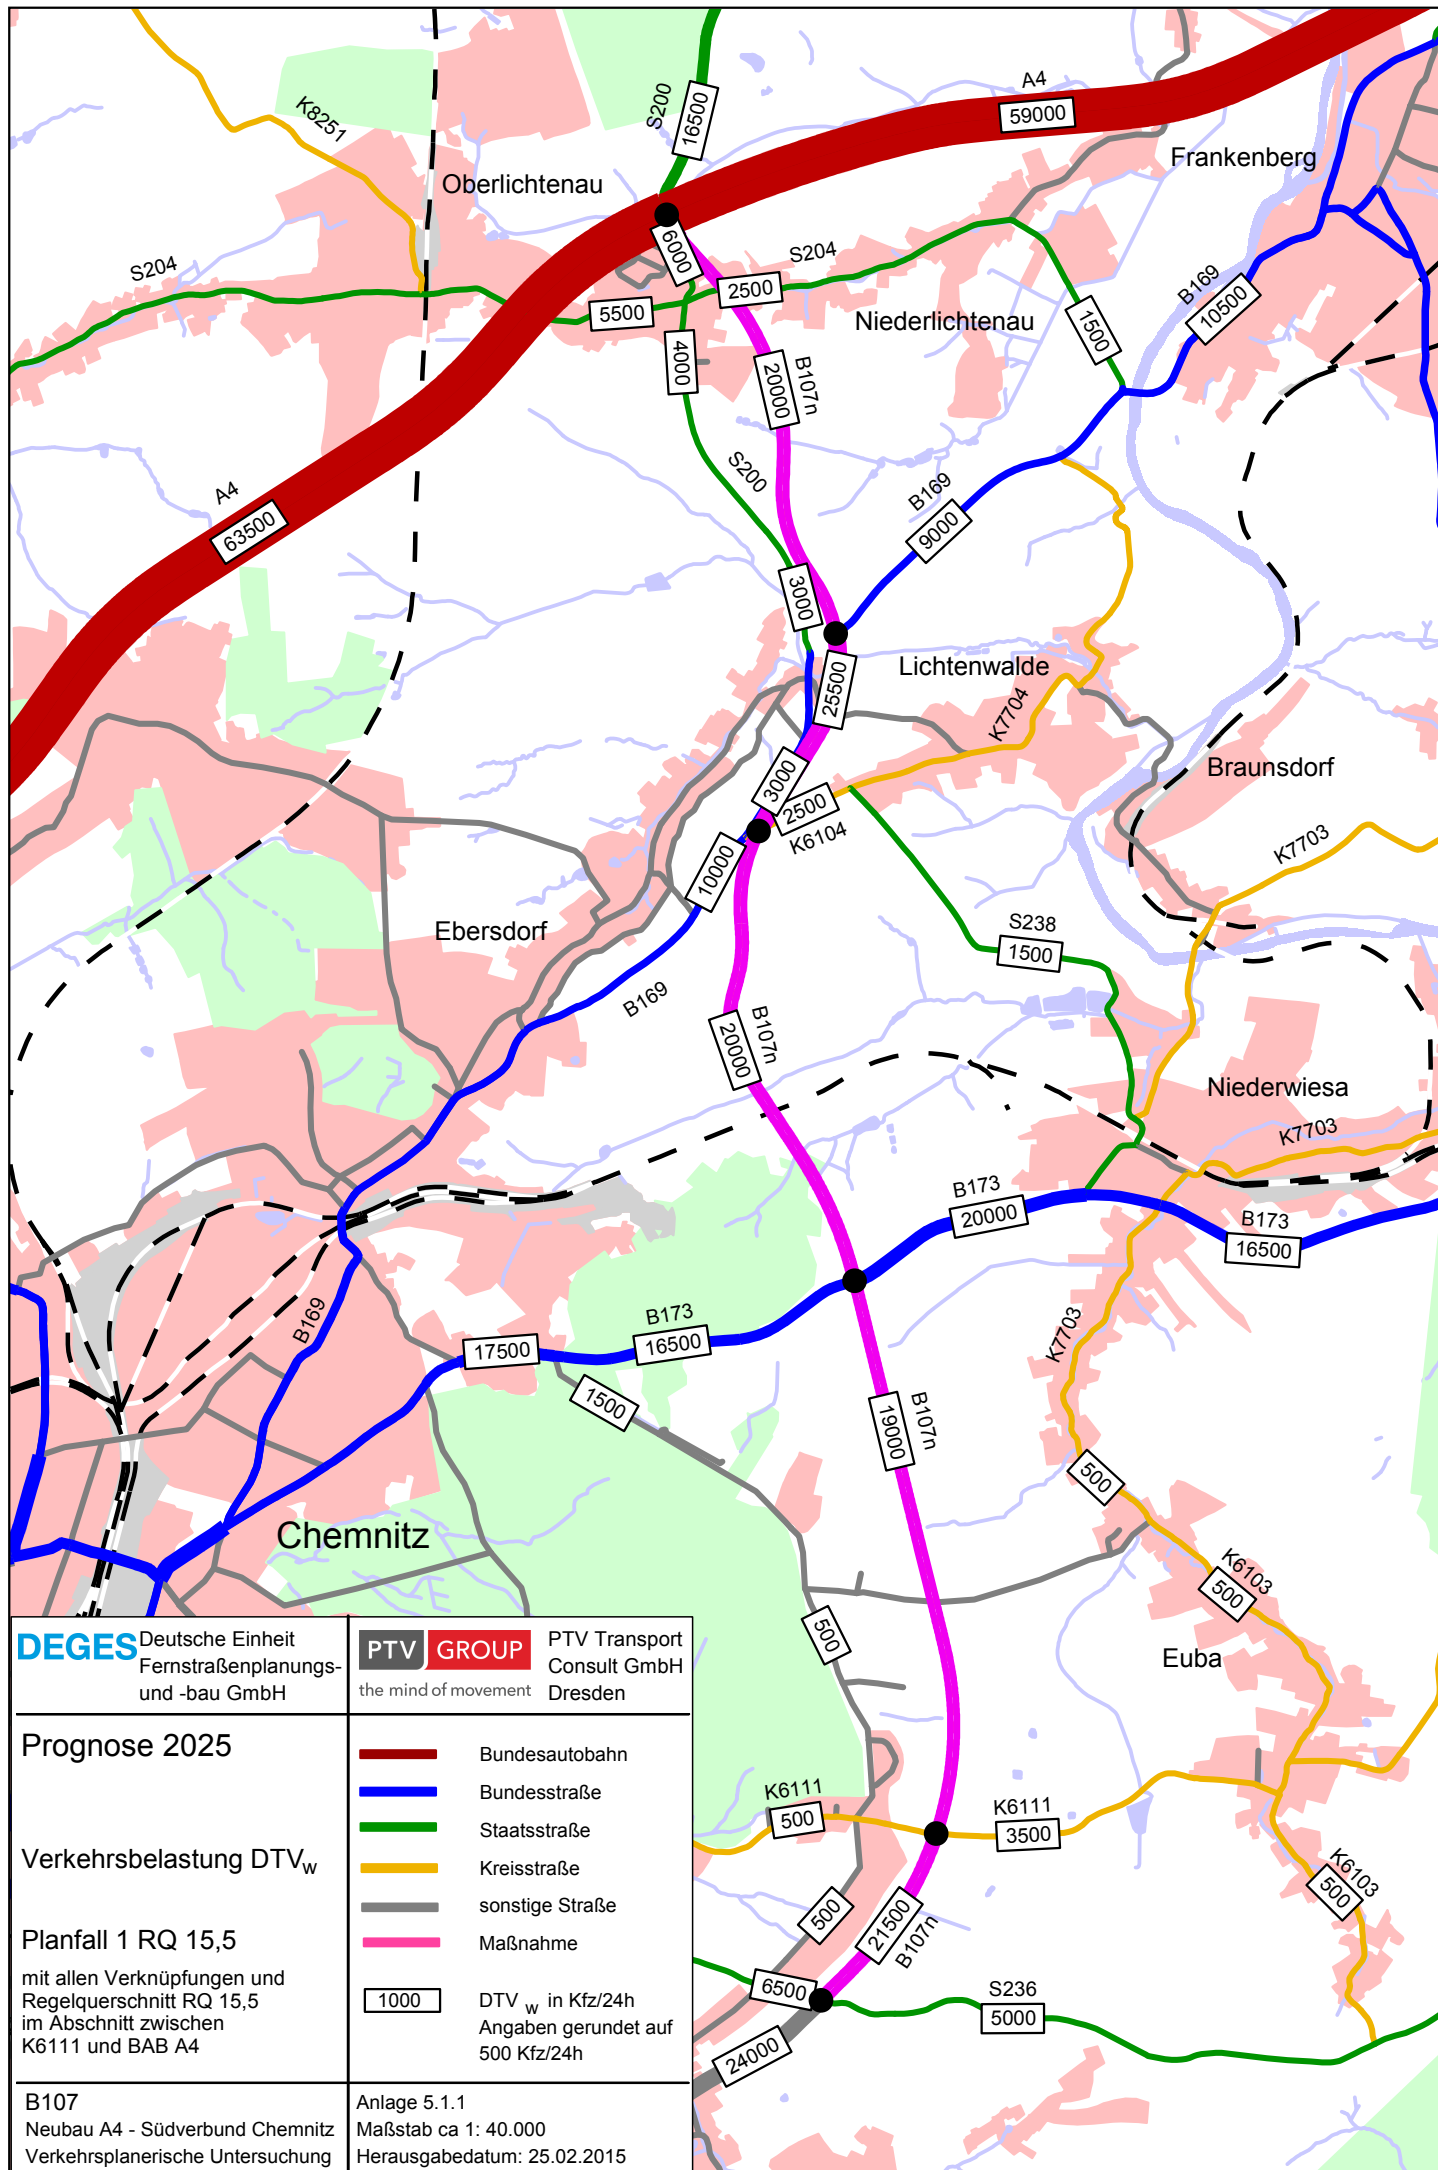 A4
59000
S200
16500
K8251
Frankenberg
Oberlichtenau
6000
S204
S204
2500
B169
10500
5500
Niederlichtenau
1500
4000
20000
B107n
S200
B169
9000
A4
63500
3000
Lichtenwalde
25500
K7704
3000
Braunsdorf
2500
K6104
K7703
10000
Ebersdorf
S238
1500
B169
20000
B107n
Niederwiesa
K7703
B173
20000
B173
16500
B169
B173
16500
17500
K7703
1500
19000
B107n
500
Chemnitz
K6103
500
500
Euba
K6111
500
K6111
3500
K6103
500
500
21500
B107n
6500
S236
5000
24000
DEGES Deutsche Einheit
Fernstraßenplanungs-
und -bau GmbH
PTV GROUP
the mind of movement
PTV Transport
Consult GmbH
Dresden
Prognose 2025
Verkehrsbelastung DTVw
Planfall 1 RQ 15,5
mit allen Verknüpfungen und
Regelquerschnitt RQ 15,5
im Abschnitt zwischen
K6111 und BAB A4
Bundesautobahn
Bundesstraße
Staatsstraße
Kreisstraße
sonstige Straße
Maßnahme
1000 DTV w in Kfz/24h
Angaben gerundet auf
500 Kfz/24h
B107
Neubau A4 - Südverbund Chemnitz
Verkehrsplanerische Untersuchung
Anlage 5.1.1
Maßstab ca 1: 40.000
Herausgabedatum: 25.02.2015